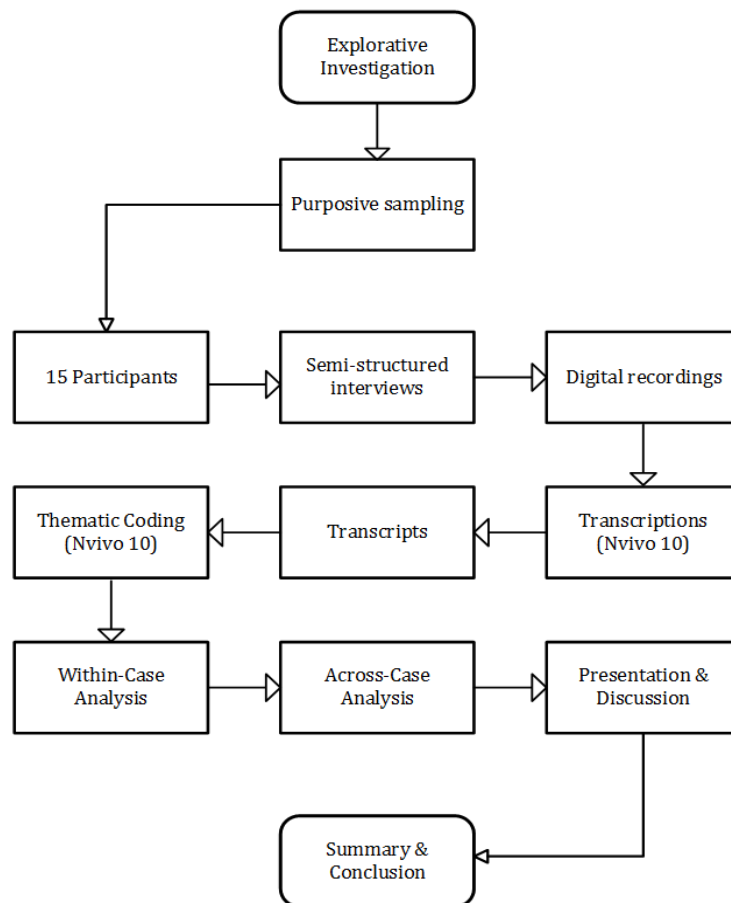 Explorative
Investigation
Purposive sampling
15 Participants
Semi-structured
interviews
Digital recordings
Transcriptions
(Nvivo 10)
Transcripts
Thematic Coding
(Nvivo 10)
Within-Case
Analysis
Across-Case
Analysis
Presentation &
Discussion
Summary &
Conclusion